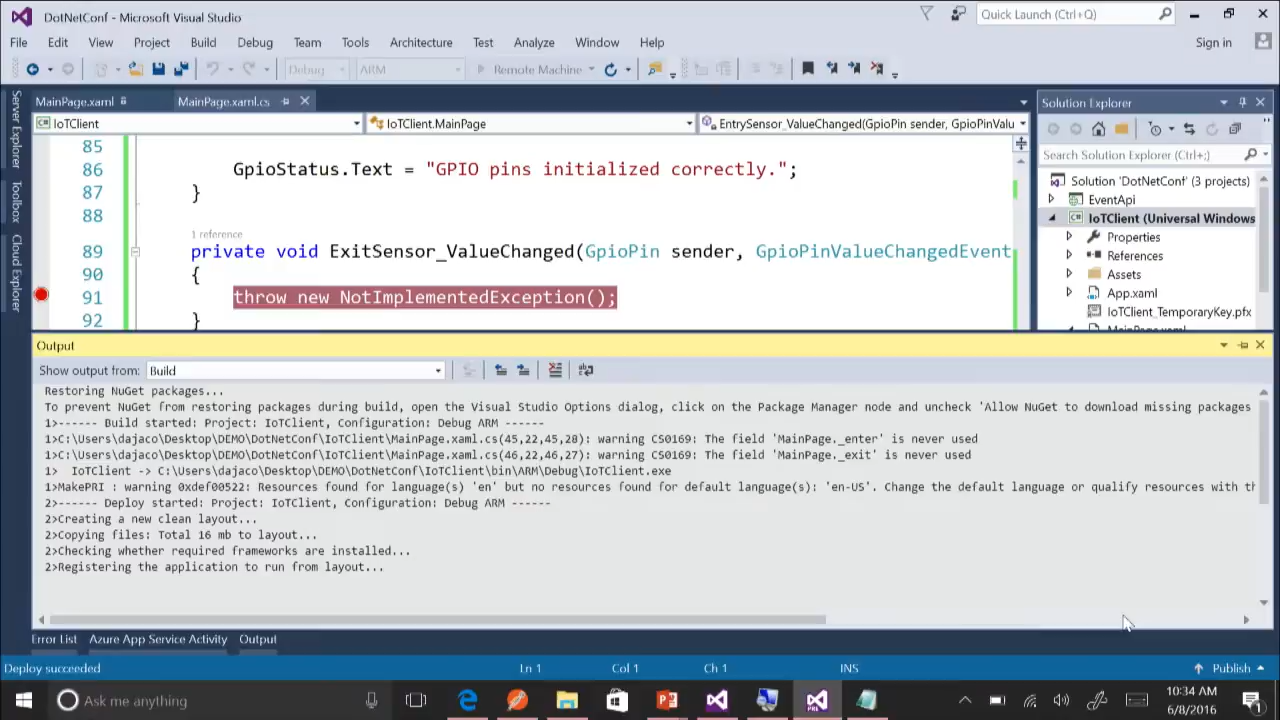 DotNetConf - Microsoft Visual Studio
Quick Launch (Ctrl+Q)
File Edit View Project Build Debug Team Tools Architecture Test Analyze Window Help
Sign in
Debug ARM Remote Machine
Server Explorer
Toolbox
Cloud Explorer
MainPage.xaml MainPage.xaml.cs
IoTClient IoTClient.MainPage EntrySensor_ValueChanged(GpioPin sender, GpioPinValu
85
86 GpioStatus.Text = "GPIO pins initialized correctly.";
87 }
88
1 reference
89 private void ExitSensor_ValueChanged(GpioPin sender, GpioPinValueChangedEvent
90 {
91 throw new NotImplementedException();
92 }
Solution Explorer
Search Solution Explorer (Ctrl+;)
Solution 'DotNetConf' (3 projects)
EventApi
IoTClient (Universal Windows
Properties
References
Assets
App.xaml
IoTClient_TemporaryKey.pfx
MainPage.xaml
Output
Show output from: Build
Restoring NuGet packages...
To prevent NuGet from restoring packages during build, open the Visual Studio Options dialog, click on the Package Manager node and uncheck 'Allow NuGet to download missing packages
1>------ Build started: Project: IoTClient, Configuration: Debug ARM ------
1>C:\Users\dajaco\Desktop\DEMO\DotNetConf\IoTClient\MainPage.xaml.cs(45,22,45,28): warning CS0169: The field 'MainPage._enter' is never used
1>C:\Users\dajaco\Desktop\DEMO\DotNetConf\IoTClient\MainPage.xaml.cs(46,22,46,27): warning CS0169: The field 'MainPage._exit' is never used
1>  IoTClient -> C:\Users\dajaco\Desktop\DEMO\DotNetConf\IoTClient\bin\ARM\Debug\IoTClient.exe
1>MakePRI : warning 0xdef00522: Resources found for language(s) 'en' but no resources found for default language(s): 'en-US'. Change the default language or qualify resources with th
2>------ Deploy started: Project: IoTClient, Configuration: Debug ARM ------
2>Creating a new clean layout...
2>Copying files: Total 16 mb to layout...
2>Checking whether required frameworks are installed...
2>Registering the application to run from layout...
Error List Azure App Service Activity Output
Deploy succeeded Ln 1 Col 1 Ch 1 INS Publish
Ask me anything
10:34 AM
6/8/2016